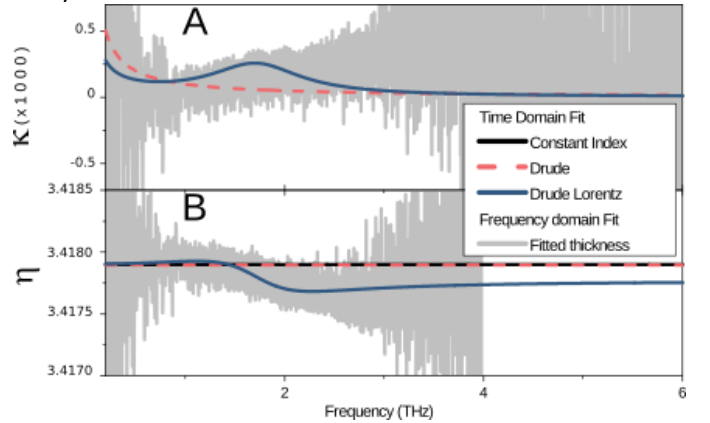 A
0.5
0
-0.5
κ(x1000)
Time Domain Fit
Constant Index
Drude
Drude Lorentz
Frequency domain Fit
Fitted thickness
B
3.4185
3.4180
3.4175
3.4170
η
2 4 6
Frequency (THz)